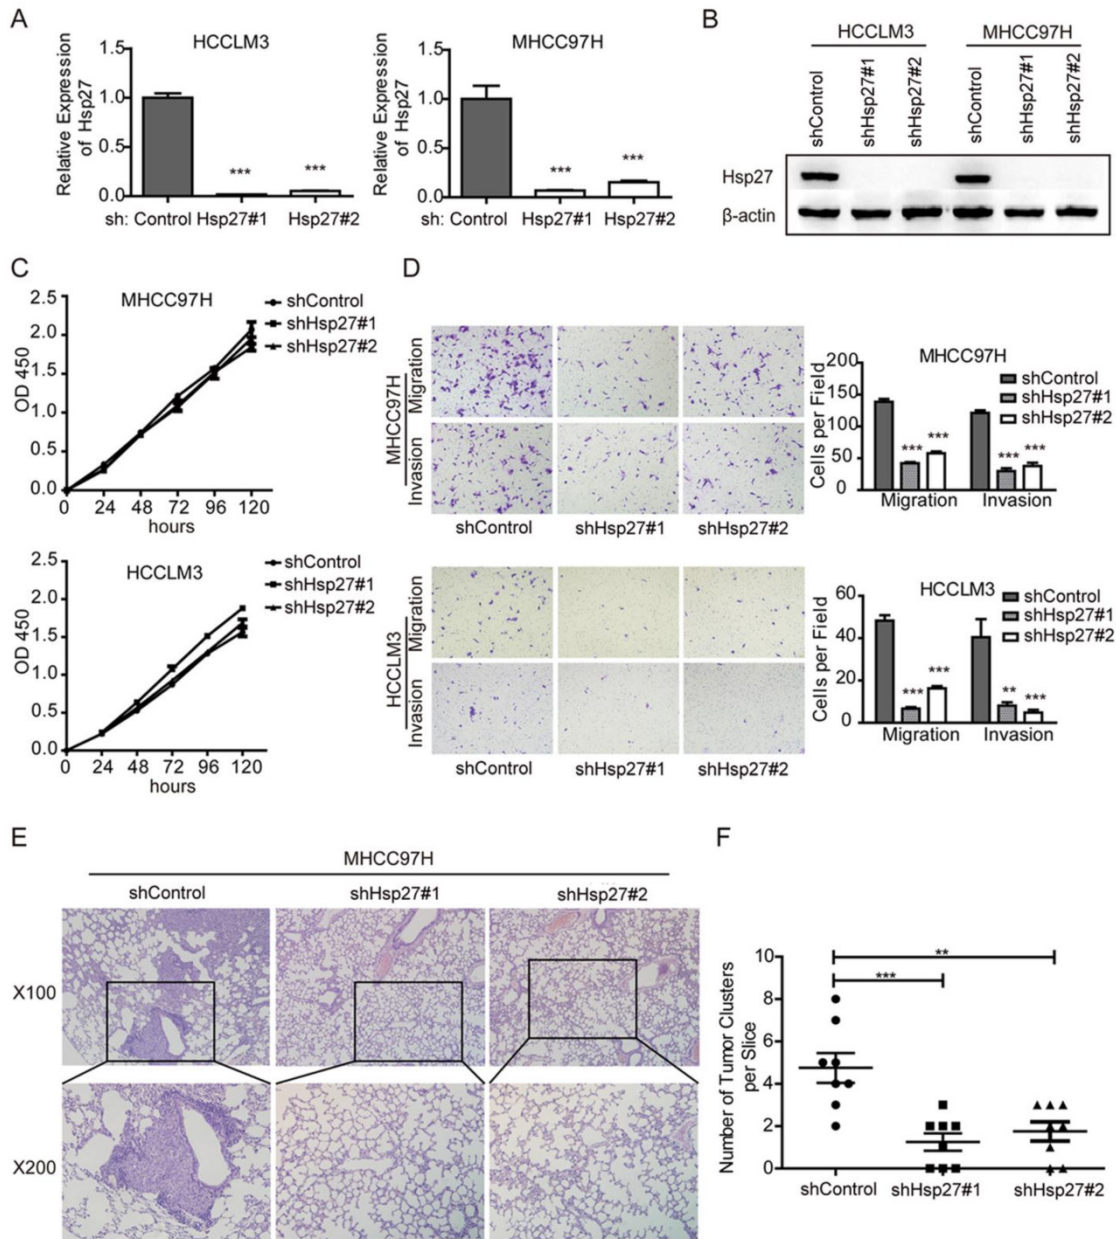 A
HCCLM3
Relative Expression
of Hsp27
1.5
1.0
0.5
0.0
sh: Control Hsp27#1 Hsp27#2
***
***
MHCC97H
Relative Expression
of Hsp27
1.5
1.0
0.5
0.0
Control Hsp27#1 Hsp27#2
***
***
B
HCCLM3 MHCC97H
shControl shHsp27#1 shHsp27#2 shControl shHsp27#1 shHsp27#2
Hsp27
β-actin
C
MHCC97H
shControl
shHsp27#1
shHsp27#2
OD 450
2.5
2.0
1.5
1.0
0.5
0.0
0 24 48 72 96 120
hours
HCCLM3
shControl
shHsp27#1
shHsp27#2
OD 450
2.5
2.0
1.5
1.0
0.5
0.0
0 24 48 72 96 120
hours
D
MHCC97H
Migration
Invasion
shControl shHsp27#1 shHsp27#2
MHCC97H
shControl
shHsp27#1
shHsp27#2
Cells per Field
200
150
100
50
0
*** *** *** ***
Migration Invasion
HCCLM3
Migration
Invasion
shControl shHsp27#1 shHsp27#2
HCCLM3
shControl
shHsp27#1
shHsp27#2
Cells per Field
60
40
20
0
*** *** ** ***
Migration Invasion
E
MHCC97H
shControl shHsp27#1 shHsp27#2
X100
X200
F
Number of Tumor Clusters
per Slice
10
8
6
4
2
0
**
***
shControl shHsp27#1 shHsp27#2